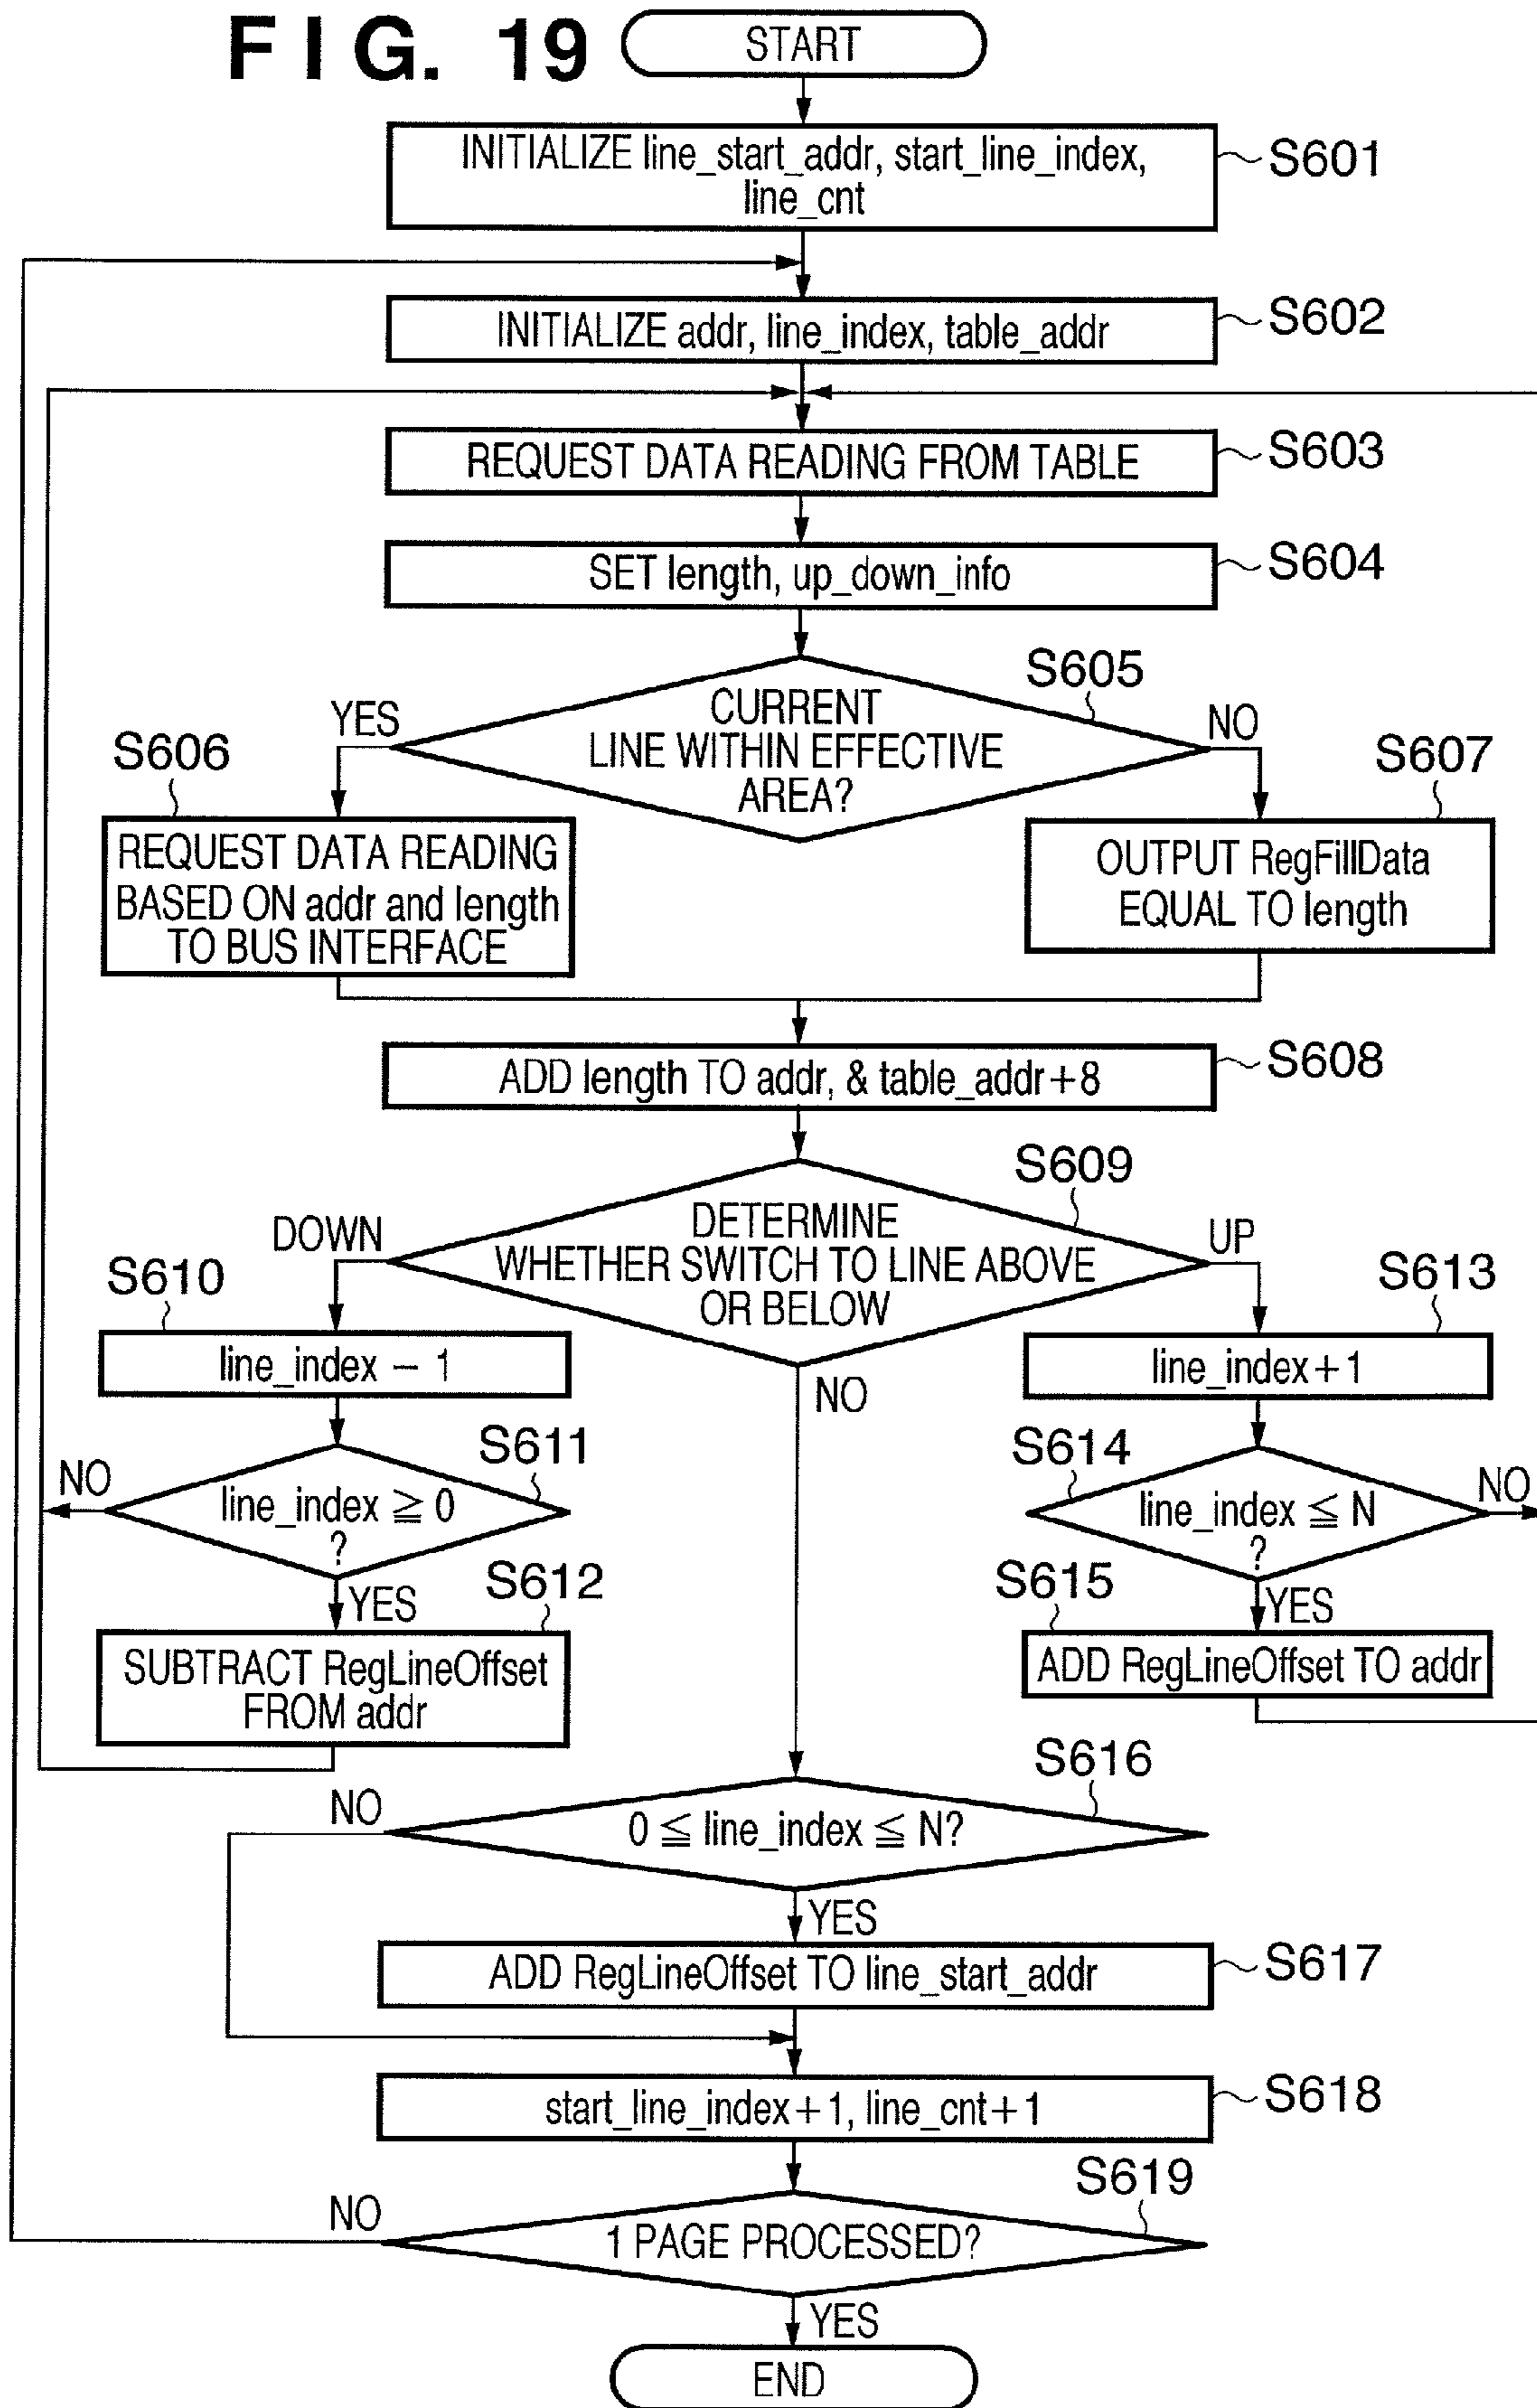 FIG. 19
START
INITIALIZE line_start_addr, start_line_index,
line_cnt
S601
INITIALIZE addr, line_index, table_addr
S602
REQUEST DATA READING FROM TABLE
S603
SET length, up_down_info
S604
CURRENT
LINE WITHIN EFFECTIVE
AREA?
S605
YES
NO
S606
REQUEST DATA READING
BASED ON addr and length
TO BUS INTERFACE
S607
OUTPUT RegFillData
EQUAL TO length
ADD length TO addr, & table_addr+8
S608
DETERMINE
WHETHER SWITCH TO LINE ABOVE
OR BELOW
S609
DOWN
UP
NO
S610
line_index − 1
S613
line_index+1
S611
line_index ≧ 0
?
NO
YES
S614
line_index ≦ N
?
NO
YES
S612
SUBTRACT RegLineOffset
FROM addr
S615
ADD RegLineOffset TO addr
S616
0 ≦ line_index ≦ N?
NO
YES
ADD RegLineOffset TO line_start_addr
S617
start_line_index+1, line_cnt+1
S618
S619
1 PAGE PROCESSED?
NO
YES
END